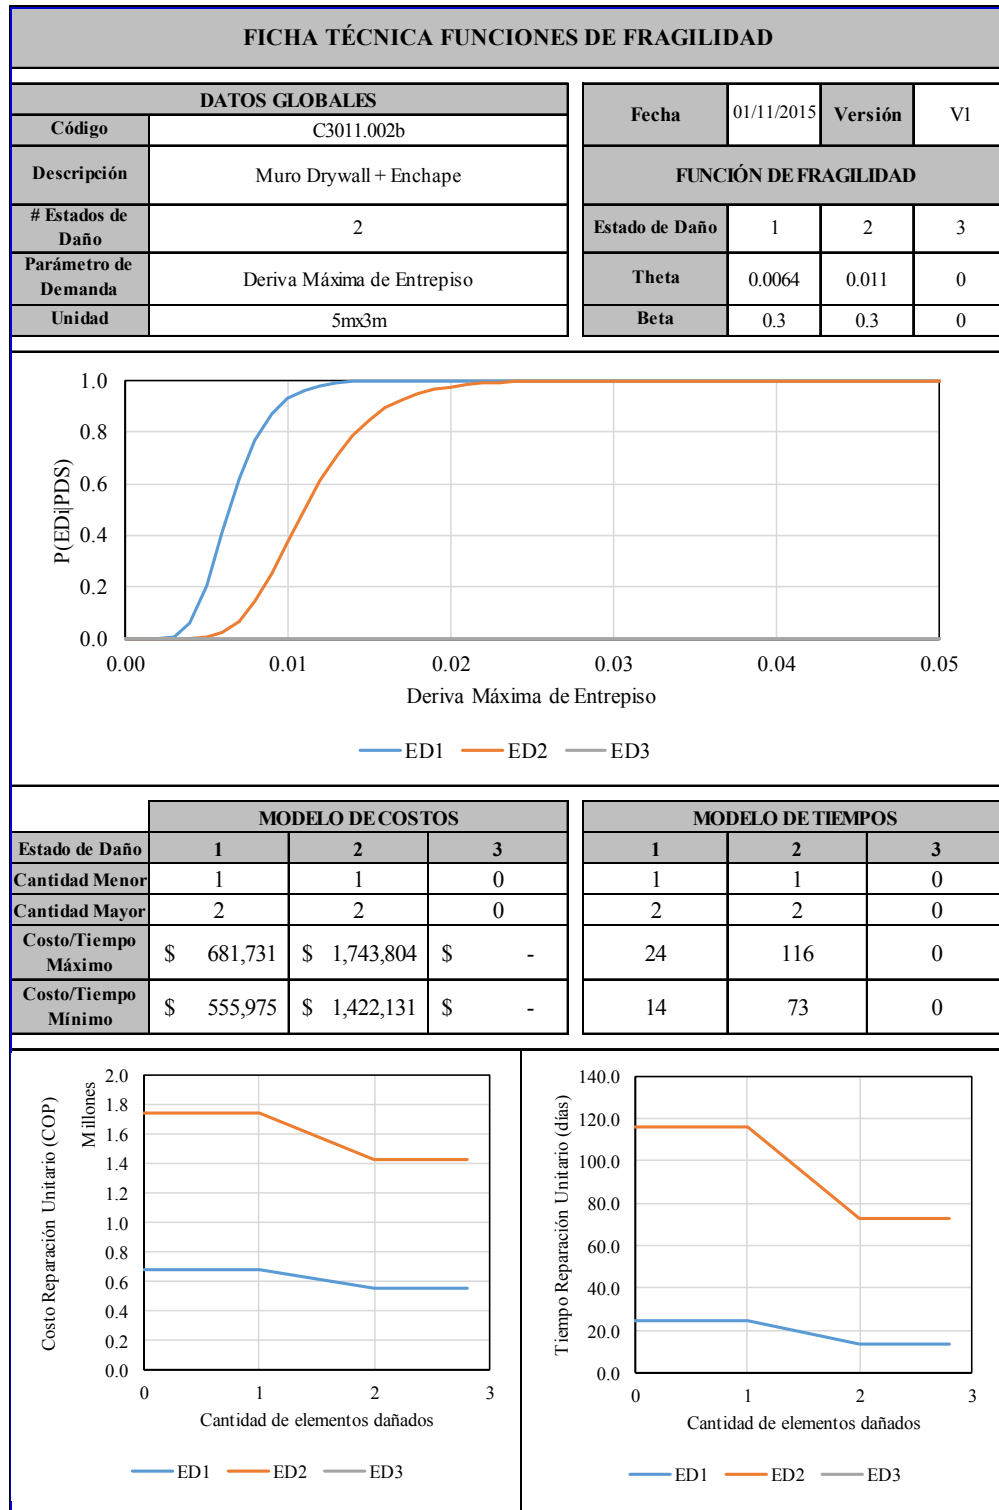 FICHA TÉCNICA FUNCIONES DE FRAGILIDAD
DATOS GLOBALES
Código C3011.002b
Descripción Muro Drywall + Enchape
# Estados de Daño 2
Parámetro de Demanda Deriva Máxima de Entrepiso
Unidad 5mx3m
Fecha 01/11/2015 Versión V1
FUNCIÓN DE FRAGILIDAD
Estado de Daño 1 2 3
Theta 0.0064 0.011 0
Beta 0.3 0.3 0
P(EDi|PDS)
1.0
0.8
0.6
0.4
0.2
0.0
0.00 0.01 0.02 0.03 0.04 0.05
Deriva Máxima de Entrepiso
ED1 ED2 ED3
MODELO DE COSTOS MODELO DE TIEMPOS
Estado de Daño 1 2 3 1 2 3
Cantidad Menor 1 1 0 1 1 0
Cantidad Mayor 2 2 0 2 2 0
Costo/Tiempo Máximo $ 681,731 $ 1,743,804 $ - 24 116 0
Costo/Tiempo Mínimo $ 555,975 $ 1,422,131 $ - 14 73 0
Costo Reparación Unitario (COP)
Millones
2.0
1.8
1.6
1.4
1.2
1.0
0.8
0.6
0.4
0.2
0.0
0 1 2 3
Cantidad de elementos dañados
ED1 ED2 ED3
Tiempo Reparación Unitario (días)
140.0
120.0
100.0
80.0
60.0
40.0
20.0
0.0
0 1 2 3
Cantidad de elementos dañados
ED1 ED2 ED3